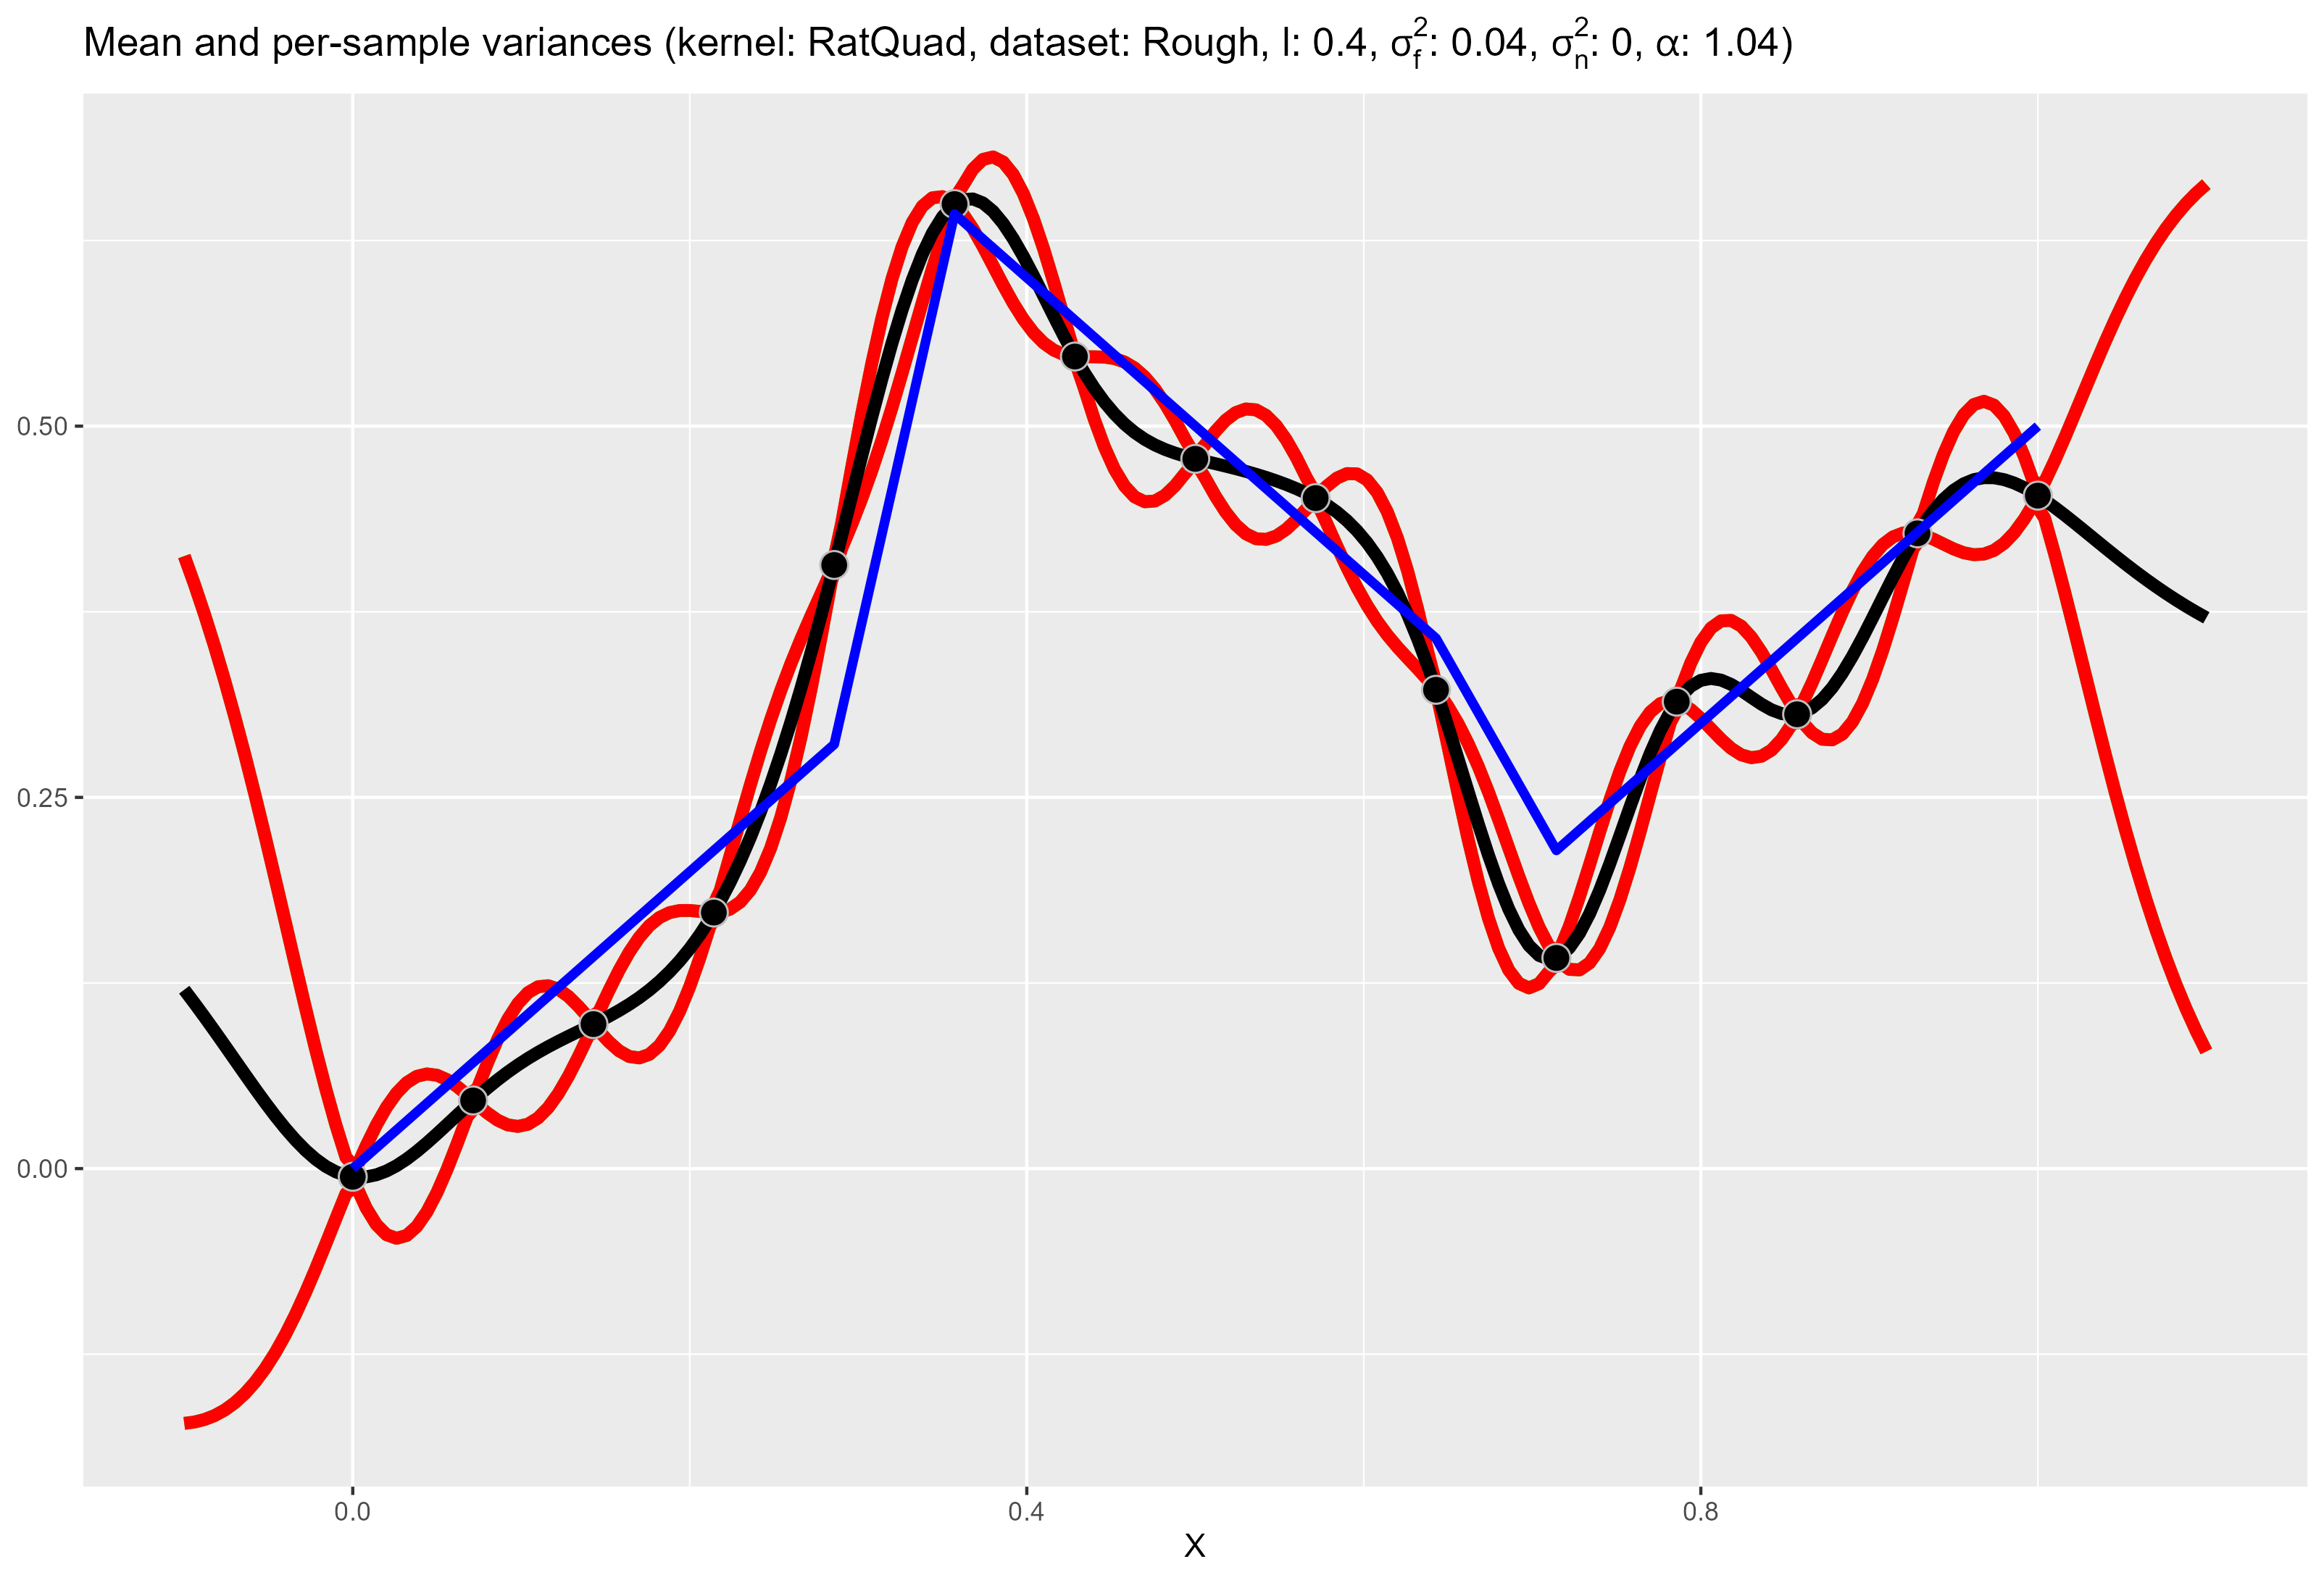 Mean and per-sample variances (kernel: RatQuad, dataset: Rough, l: 0.4, σ²f: 0.04, σ²n: 0, α: 1.04)
0.50
0.25
0.00
0.0 0.4 0.8
X